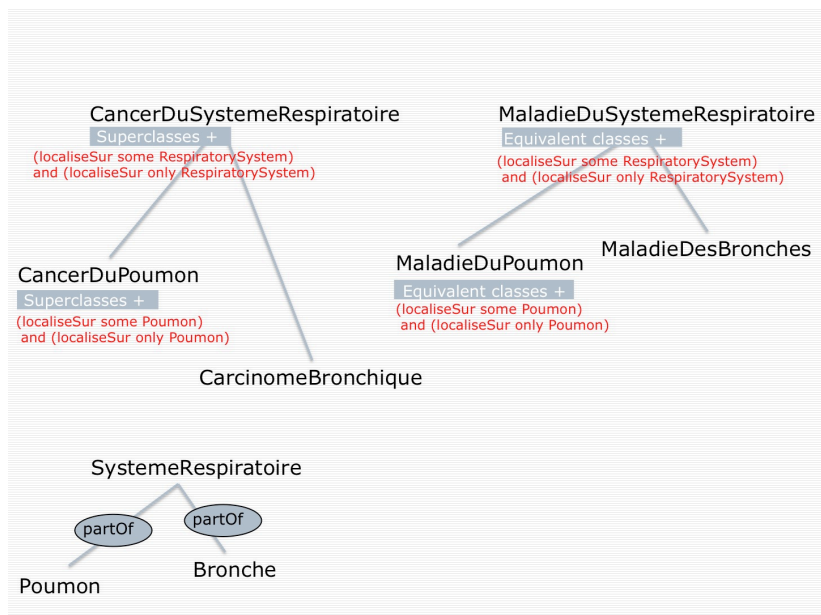 CancerDuSystemeRespiratoire
Superclasses +
(localiseSur some RespiratorySystem)
and (localiseSur only RespiratorySystem)
MaladieDuSystemeRespiratoire
Equivalent classes +
(localiseSur some RespiratorySystem)
and (localiseSur only RespiratorySystem)
CancerDuPoumon
Superclasses +
(localiseSur some Poumon)
and (localiseSur only Poumon)
MaladieDuPoumon
Equivalent classes +
(localiseSur some Poumon)
and (localiseSur only Poumon)
MaladieDesBronches
CarcinomeBronchique
SystemeRespiratoire
partOf
partOf
Poumon
Bronche